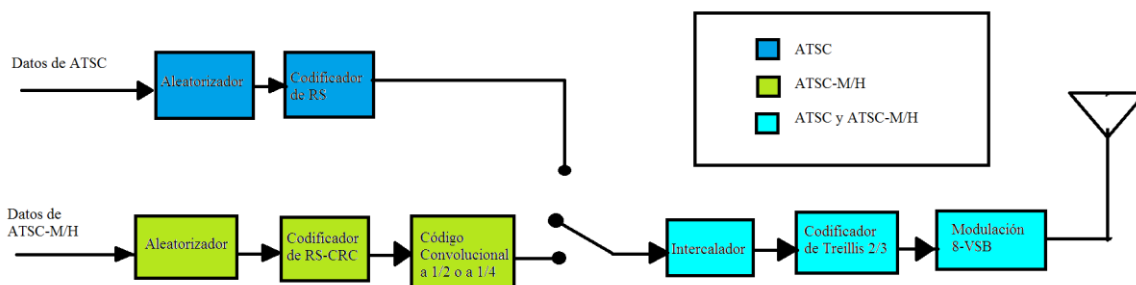 Datos de ATSC
Aleatorizador
Codificador
de RS
ATSC
ATSC-M/H
ATSC y ATSC-M/H
Datos de
ATSC-M/H
Aleatorizador
Codificador
de RS-CRC
Código
Convolucional
a 1/2 o a 1/4
Intercalador
Codificador
de Treillis 2/3
Modulación
8-VSB